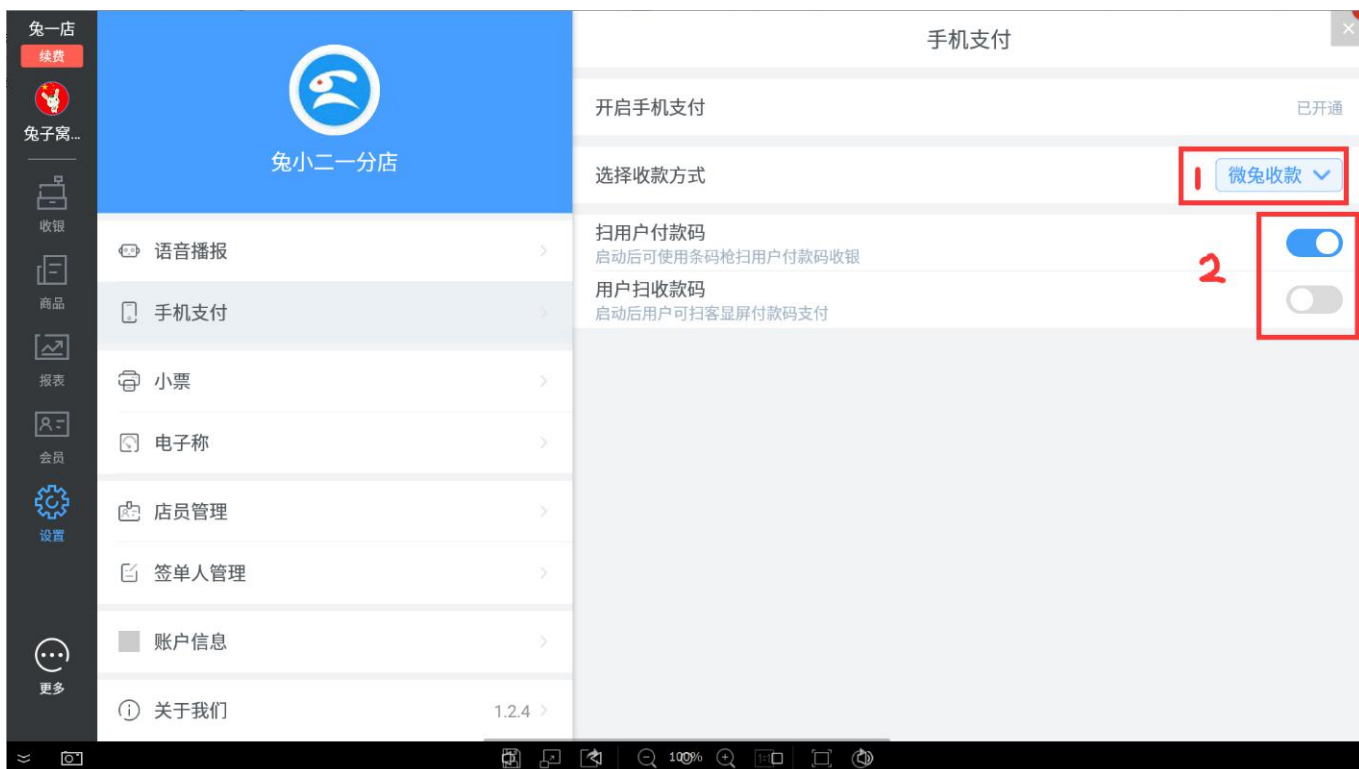 兔一店
续费
兔子窝...
收银
商品
报表
会员
设置
更多
兔小二一分店
语音播报
手机支付
小票
电子称
店员管理
签单人管理
账户信息
关于我们
1.2.4
手机支付
开启手机支付
已开通
选择收款方式
1
微兔收款
扫用户付款码
启动后可使用条码枪扫用户付款码收银
2
用户扫收款码
启动后用户可扫客显屏付款码支付
100%
1:1